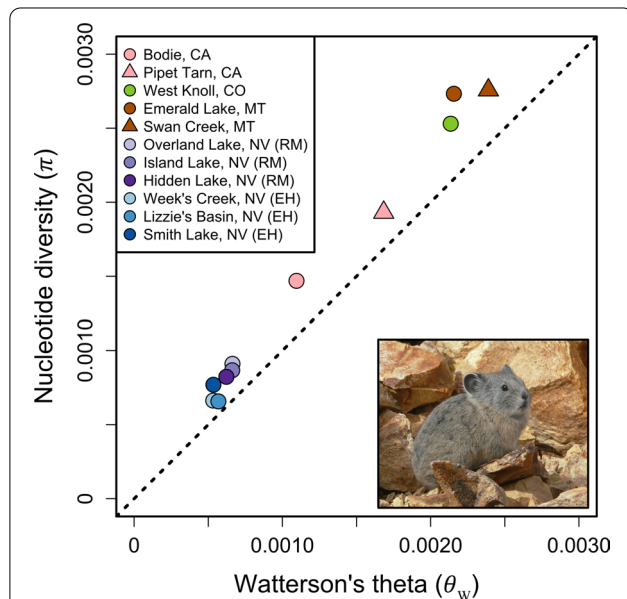 Bodie, CA
Pipet Tarn, CA
West Knoll, CO
Emerald Lake, MT
Swan Creek, MT
Overland Lake, NV (RM)
Island Lake, NV (RM)
Hidden Lake, NV (RM)
Week's Creek, NV (EH)
Lizzie's Basin, NV (EH)
Smith Lake, NV (EH)
Nucleotide diversity (π)
0.0030
0.0020
0.0010
0
0
0.0010
0.0020
0.0030
Watterson's theta (θw)